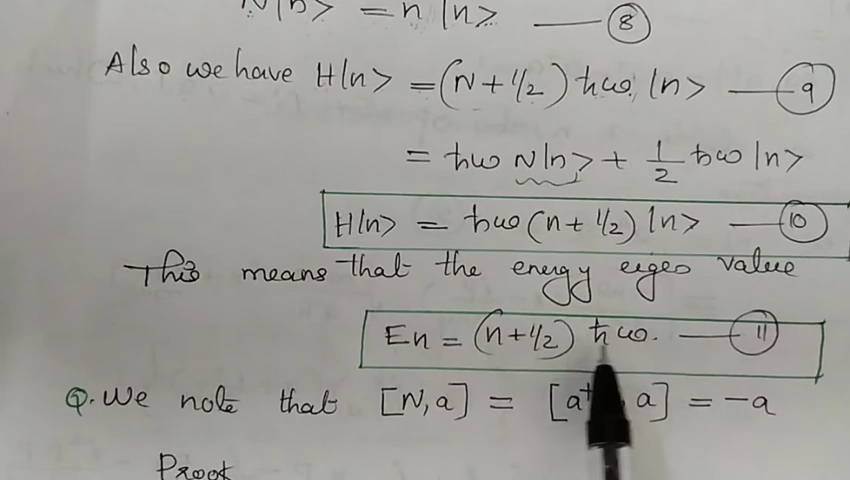 N|n> = n |n> —— 8
Also we have H|n> = (N + 1/2) ħω |n> —— 9
= ħω N|n> + 1/2 ħω |n>
H|n> = ħω (n + 1/2) |n> —— 10
This means that the energy eigen value
En = (n + 1/2) ħω. —— 11
Q. We note that [N, a] = [a† , a] = -a
Proof